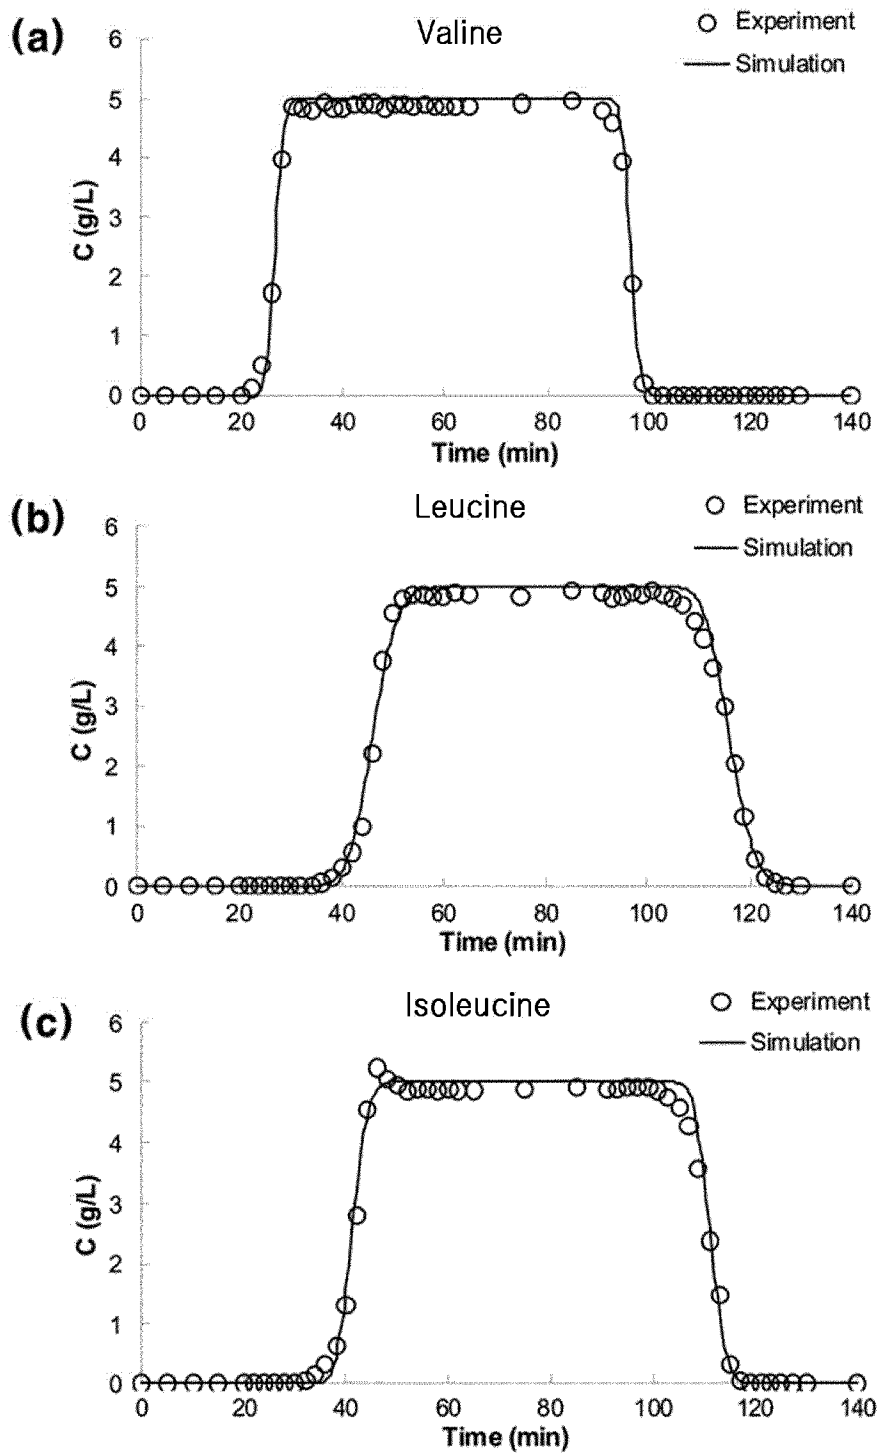 (a)
Valine
Experiment
Simulation
6
5
4
3
2
1
0
C (g/L)
0 20 40 60 80 100 120 140
Time (min)
(b)
Leucine
Experiment
Simulation
6
5
4
3
2
1
0
C (g/L)
0 20 40 60 80 100 120 140
Time (min)
(c)
Isoleucine
Experiment
Simulation
6
5
4
3
2
1
0
C (g/L)
0 20 40 60 80 100 120 140
Time (min)